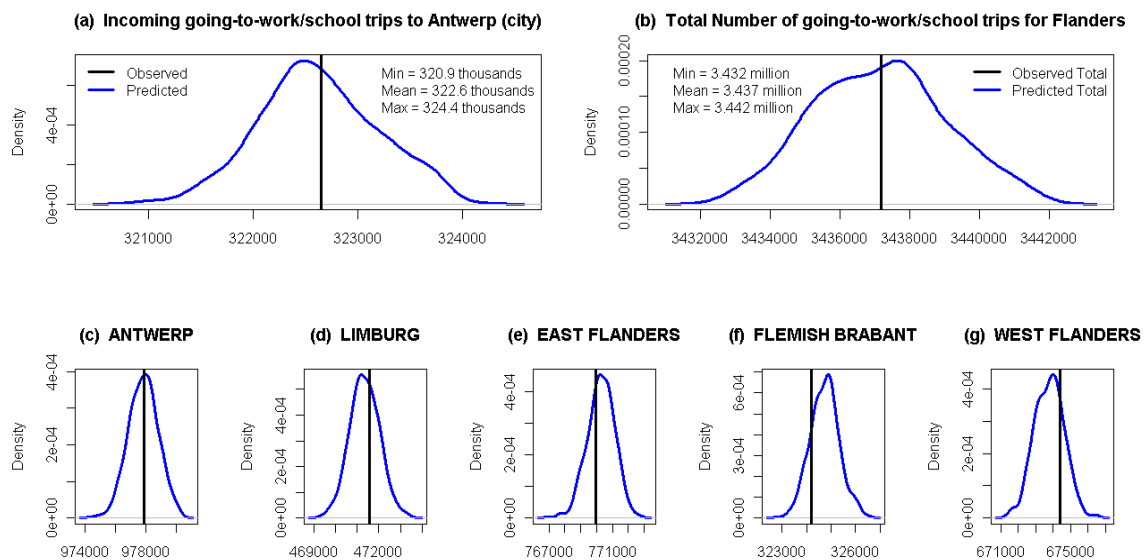 (a) Incoming going-to-work/school trips to Antwerp (city)
Observed
Predicted
Min = 320.9 thousands
Mean = 322.6 thousands
Max = 324.4 thousands
Density
0e+00 4e-04
321000 322000 323000 324000
(b) Total Number of going-to-work/school trips for Flanders
Min = 3.432 million
Mean = 3.437 million
Max = 3.442 million
Observed Total
Predicted Total
Density
0.00000 0.00010 0.00020
3432000 3434000 3436000 3438000 3440000 3442000
(c) ANTWERP
Density
0e+00 2e-04 4e-04
974000 978000
(d) LIMBURG
Density
0e+00 2e-04 4e-04
469000 472000
(e) EAST FLANDERS
Density
0e+00 2e-04 4e-04
767000 771000
(f) FLEMISH BRABANT
Density
0e+00 3e-04 6e-04
323000 326000
(g) WEST FLANDERS
Density
0e+00 2e-04 4e-04
671000 675000